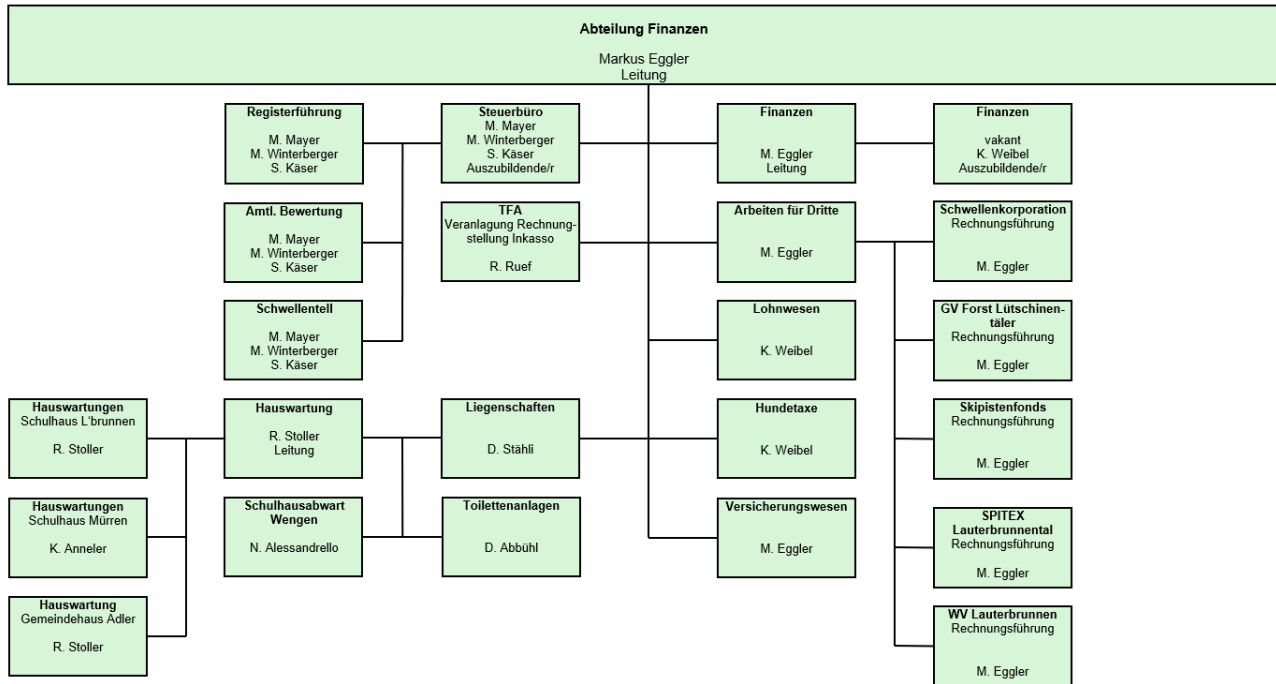 Abteilung Finanzen
Markus Eggler
Leitung
Registerführung
M. Mayer
M. Winterberger
S. Käser
Steuerbüro
M. Mayer
M. Winterberger
S. Käser
Auszubildende/r
Finanzen
M. Eggler
Leitung
Finanzen
vakant
K. Weibel
Auszubildende/r
Amtl. Bewertung
M. Mayer
M. Winterberger
S. Käser
TFA
Veranlagung Rechnung-
stellung Inkasso
R. Ruef
Arbeiten für Dritte
M. Eggler
Schwellenkorporation
Rechnungsführung
M. Eggler
Schwellentell
M. Mayer
M. Winterberger
S. Käser
Lohnwesen
K. Weibel
GV Forst Lütschinen-
täler
Rechnungsführung
M. Eggler
Hauswartungen
Schulhaus L'brunnen
R. Stoller
Hauswartung
R. Stoller
Leitung
Liegenschaften
D. Stähli
Hundetaxe
K. Weibel
Skipistenfonds
Rechnungsführung
M. Eggler
Hauswartungen
Schulhaus Mürren
K. Anneler
Schulhausabwart
Wengen
N. Alessandrello
Toilettenanlagen
D. Abbühl
Versicherungswesen
M. Eggler
SPITEX
Lauterbrunnental
Rechnungsführung
M. Eggler
Hauswartung
Gemeindehaus Adler
R. Stoller
WV Lauterbrunnen
Rechnungsführung
M. Eggler